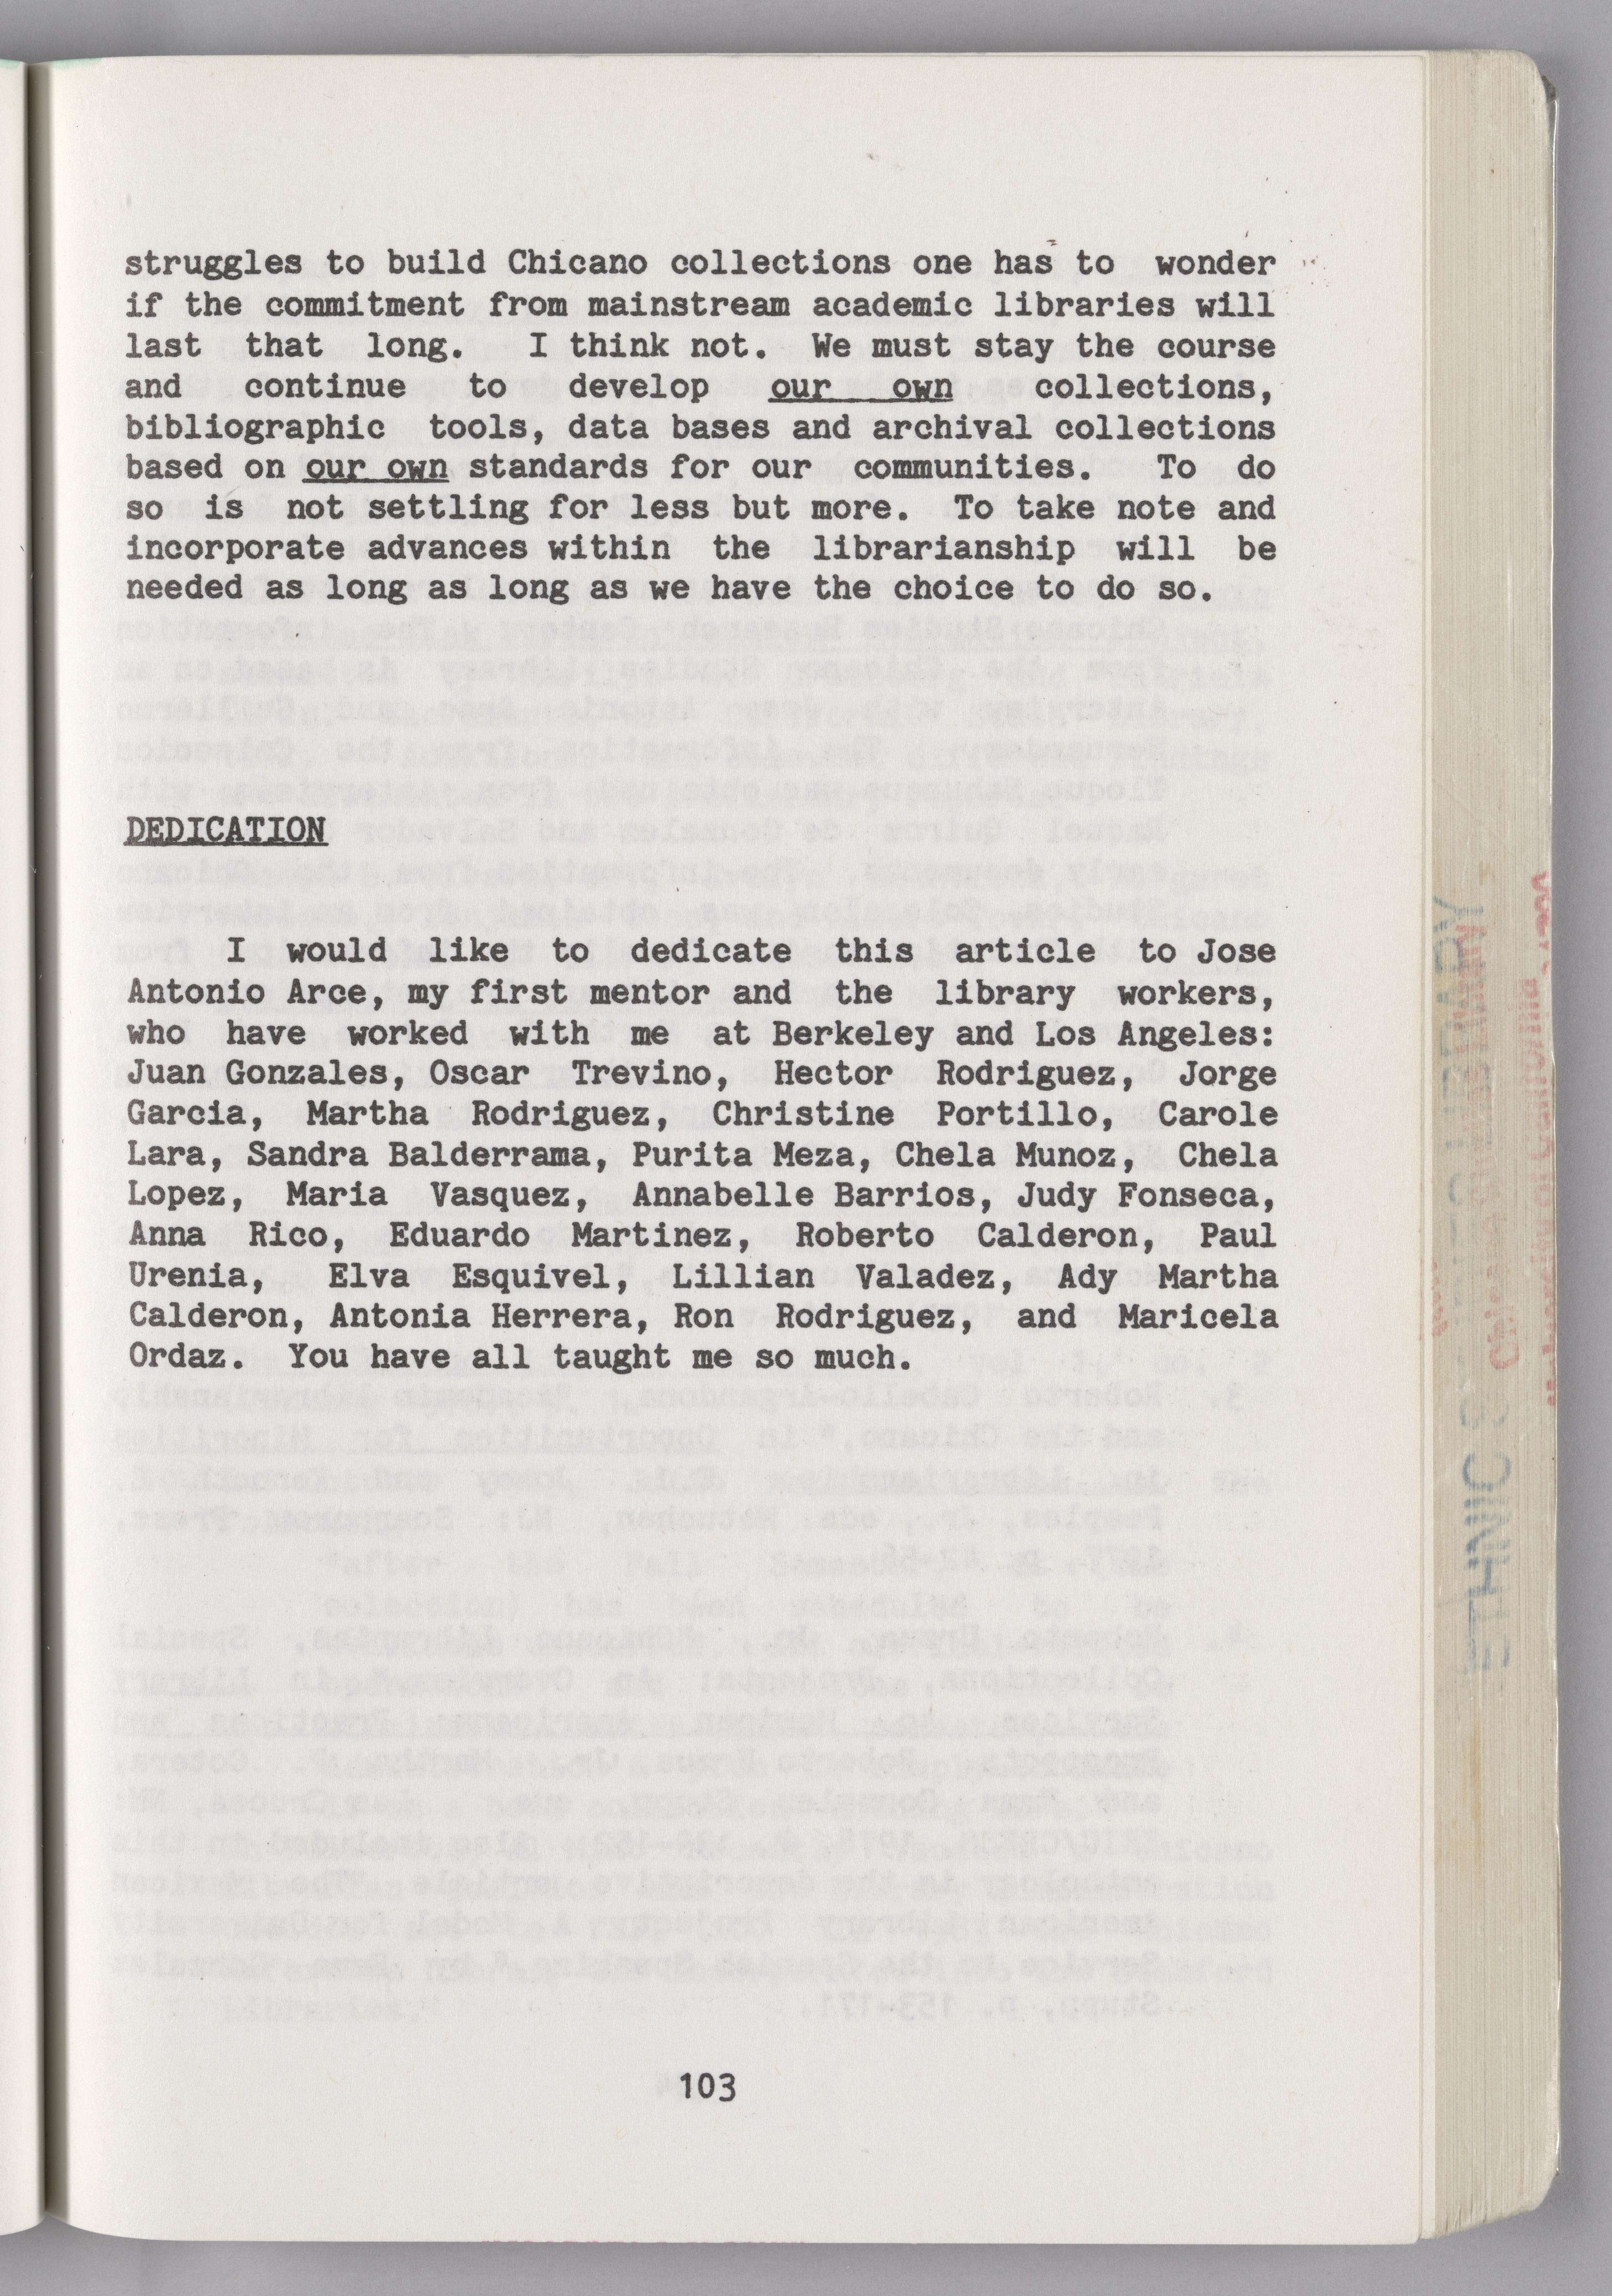 struggles to build Chicano collections one has to wonder
if the commitment from mainstream academic libraries will
last that long. I think not. We must stay the course
and continue to develop our own collections,
bibliographic tools, data bases and archival collections
based on our own standards for our communities. To do
so is not settling for less but more. To take note and
incorporate advances within the librarianship will be
needed as long as long as we have the choice to do so.
DEDICATION
I would like to dedicate this article to Jose
Antonio Arce, my first mentor and the library workers,
who have worked with me at Berkeley and Los Angeles:
Juan Gonzales, Oscar Trevino, Hector Rodriguez, Jorge
Garcia, Martha Rodriguez, Christine Portillo, Carole
Lara, Sandra Balderrama, Purita Meza, Chela Munoz, Chela
Lopez, Maria Vasquez, Annabelle Barrios, Judy Fonseca,
Anna Rico, Eduardo Martinez, Roberto Calderon, Paul
Urenia, Elva Esquivel, Lillian Valadez, Ady Martha
Calderon, Antonia Herrera, Ron Rodriguez, and Maricela
Ordaz. You have all taught me so much.
103
ETHNIC LIBRARY